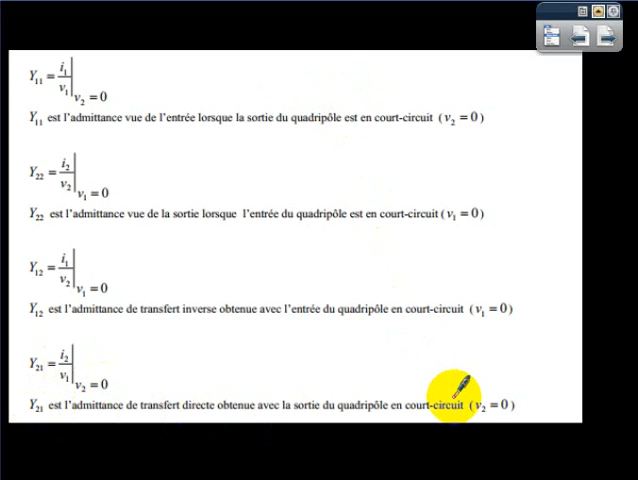 Y₁₁ = i₁/v₁ | v₂ = 0
Y₁₁ est l'admittance vue de l'entrée lorsque la sortie du quadripôle est en court-circuit ( v₂ = 0 )
Y₂₂ = i₂/v₂ | v₁ = 0
Y₂₂ est l'admittance vue de la sortie lorsque l'entrée du quadripôle est en court-circuit ( v₁ = 0 )
Y₁₂ = i₁/v₂ | v₁ = 0
Y₁₂ est l'admittance de transfert inverse obtenue avec l'entrée du quadripôle en court-circuit ( v₁ = 0 )
Y₂₁ = i₂/v₁ | v₂ = 0
Y₂₁ est l'admittance de transfert directe obtenue avec la sortie du quadripôle en court-circuit ( v₂ = 0 )